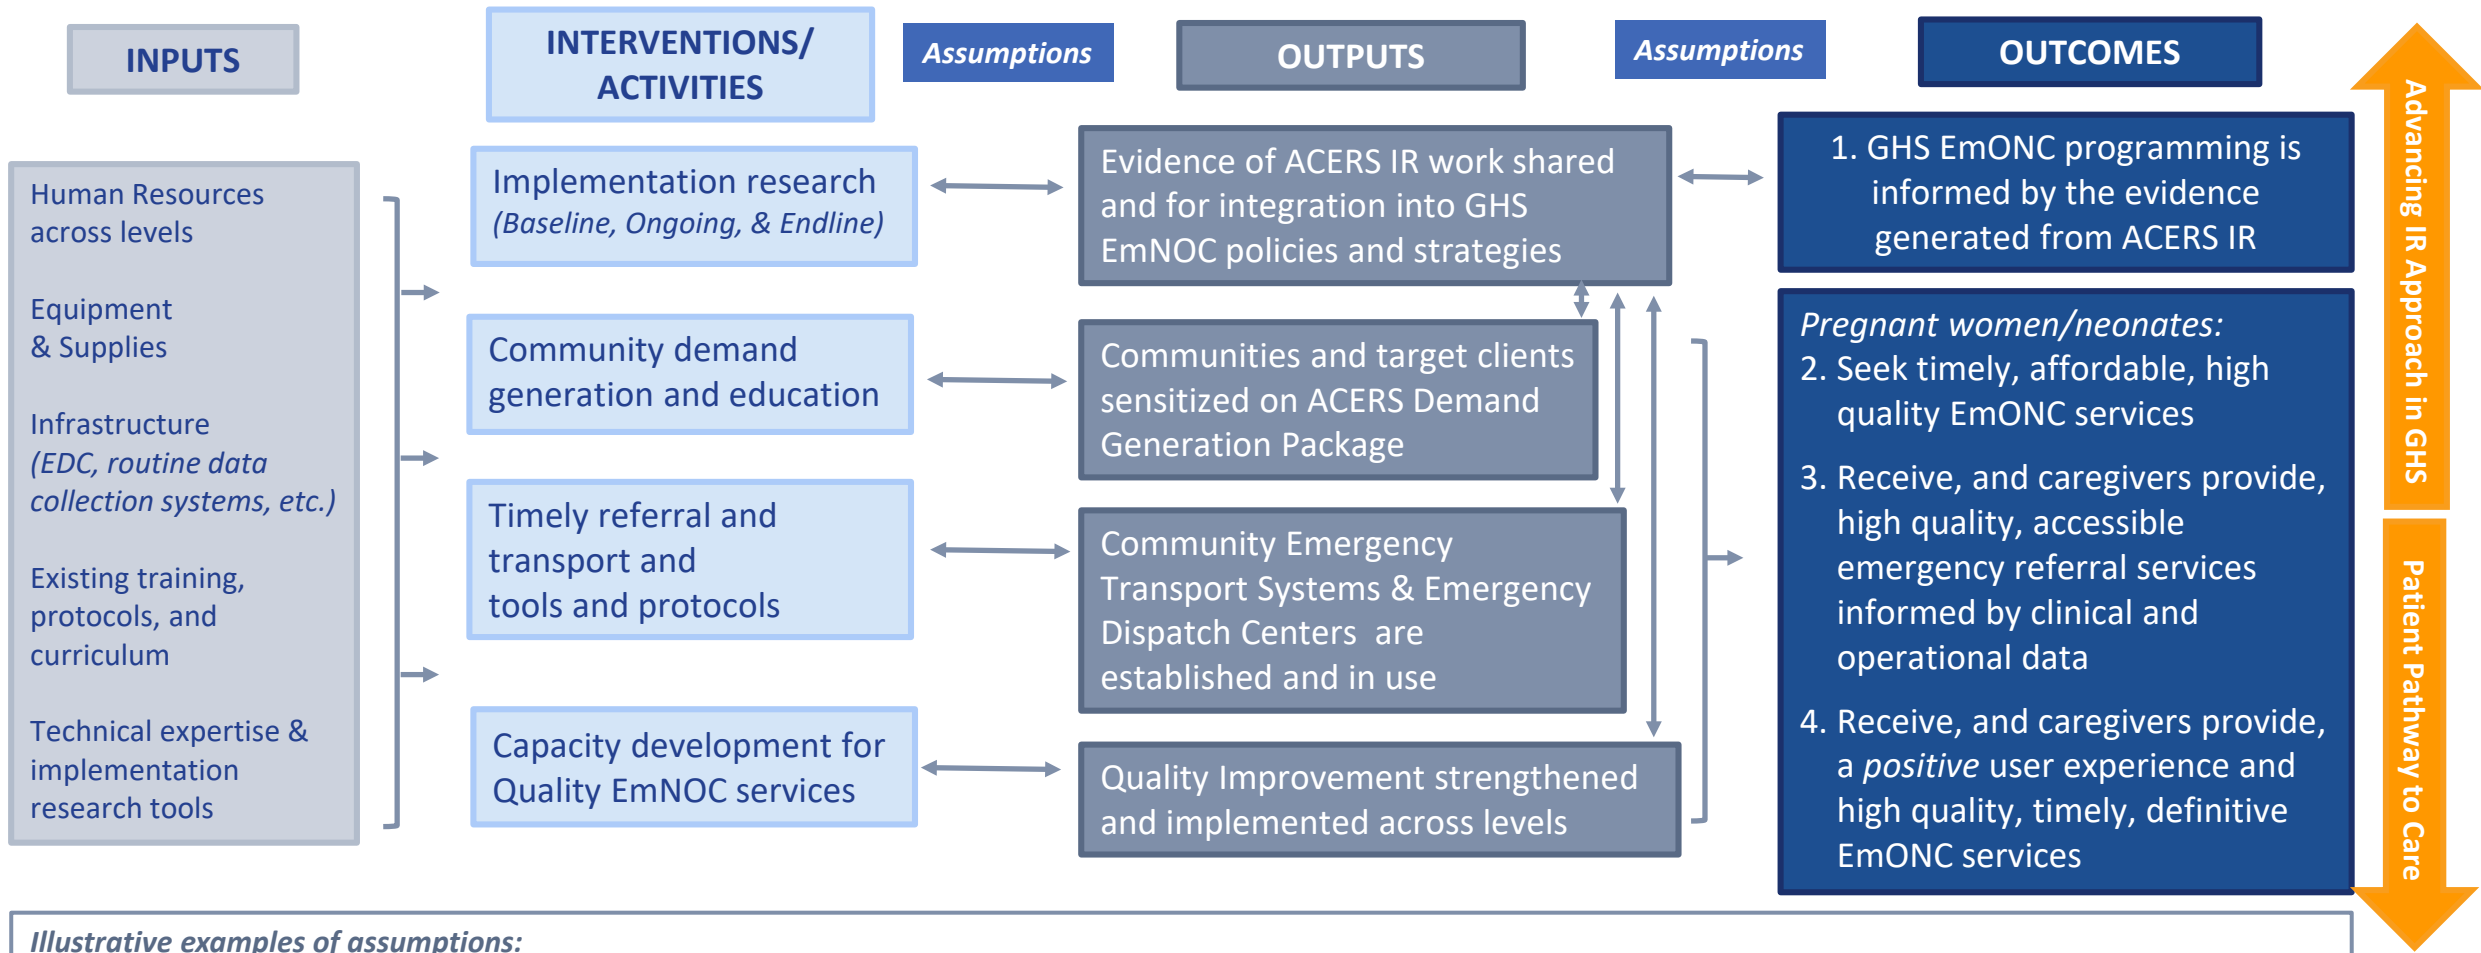 INPUTS
INTERVENTIONS/
ACTIVITIES
Assumptions
OUTPUTS
Assumptions
OUTCOMES
Human Resources
across levels
Equipment
& Supplies
Infrastructure
(EDC, routine data
collection systems, etc.)
Existing training,
protocols, and
curriculum
Technical expertise &
implementation
research tools
Implementation research
(Baseline, Ongoing, & Endline)
Community demand
generation and education
Timely referral and
transport and
tools and protocols
Capacity development for
Quality EmNOC services
Evidence of ACERS IR work shared
and for integration into GHS
EmNOC policies and strategies
Communities and target clients
sensitized on ACERS Demand
Generation Package
Community Emergency
Transport Systems & Emergency
Dispatch Centers are
established and in use
Quality Improvement strengthened
and implemented across levels
1. GHS EmONC programming is
informed by the evidence
generated from ACERS IR
Pregnant women/neonates:
2. Seek timely, affordable, high
quality EmONC services
3. Receive, and caregivers provide,
high quality, accessible
emergency referral services
informed by clinical and
operational data
4. Receive, and caregivers provide,
a positive user experience and
high quality, timely, definitive
EmONC services
Advancing IR Approach in GHS
Patient Pathway to Care
Illustrative examples of assumptions: